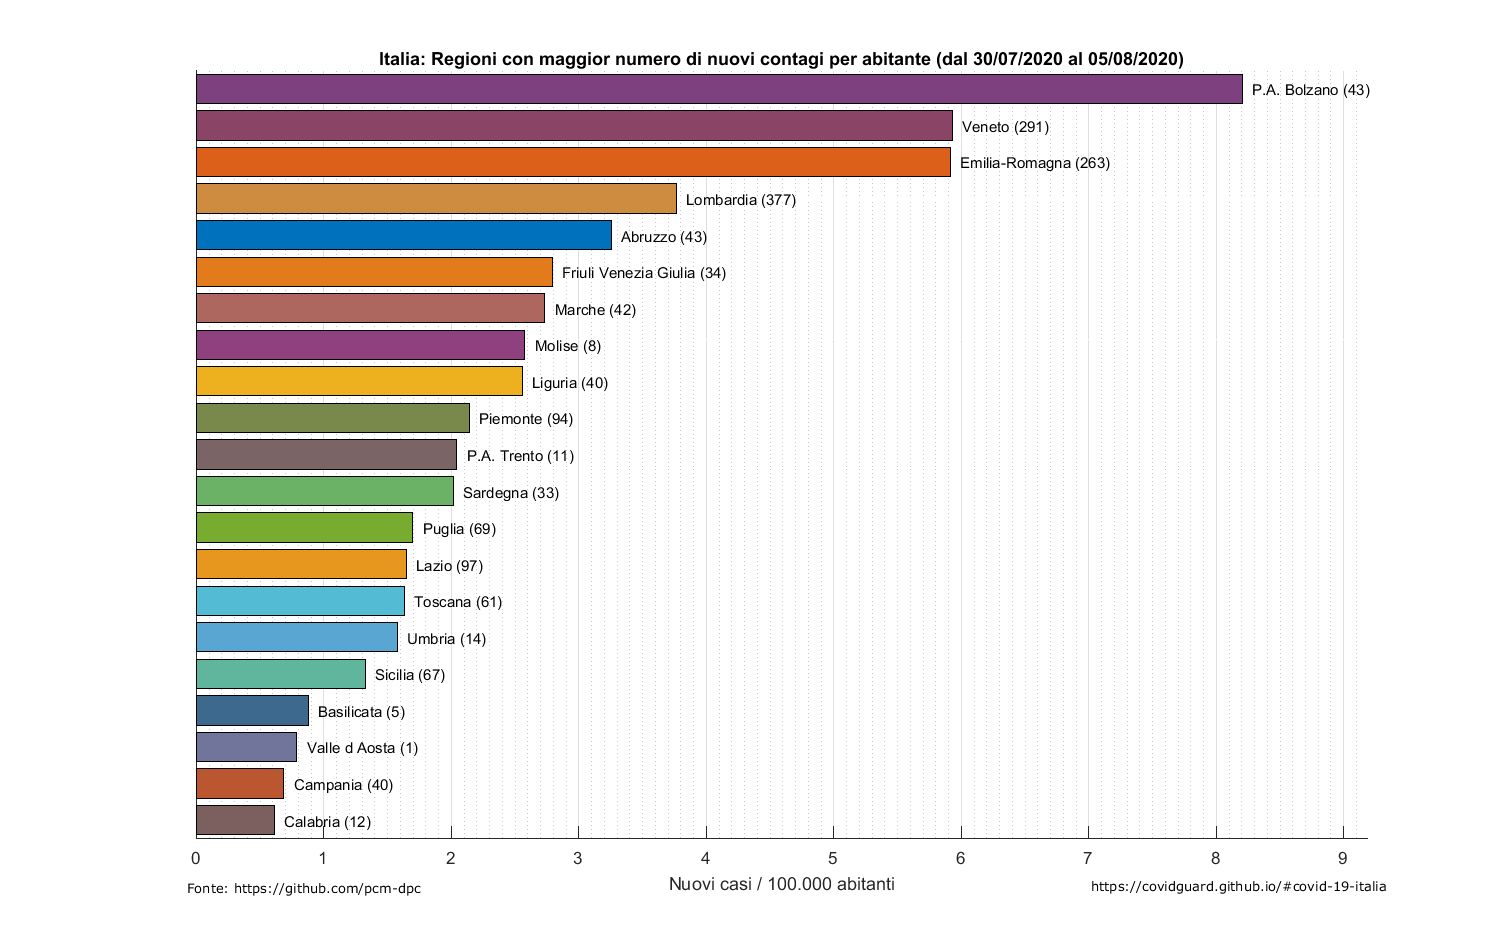 Italia: Regioni con maggior numero di nuovi contagi per abitante (dal 30/07/2020 al 05/08/2020)
P.A. Bolzano (43)
Veneto (291)
Emilia-Romagna (263)
Lombardia (377)
Abruzzo (43)
Friuli Venezia Giulia (34)
Marche (42)
Molise (8)
Liguria (40)
Piemonte (94)
P.A. Trento (11)
Sardegna (33)
Puglia (69)
Lazio (97)
Toscana (61)
Umbria (14)
Sicilia (67)
Basilicata (5)
Valle d Aosta (1)
Campania (40)
Calabria (12)
0 1 2 3 4 5 6 7 8 9
Nuovi casi / 100.000 abitanti
Fonte: https://github.com/pcm-dpc
https://covidguard.github.io/#covid-19-italia